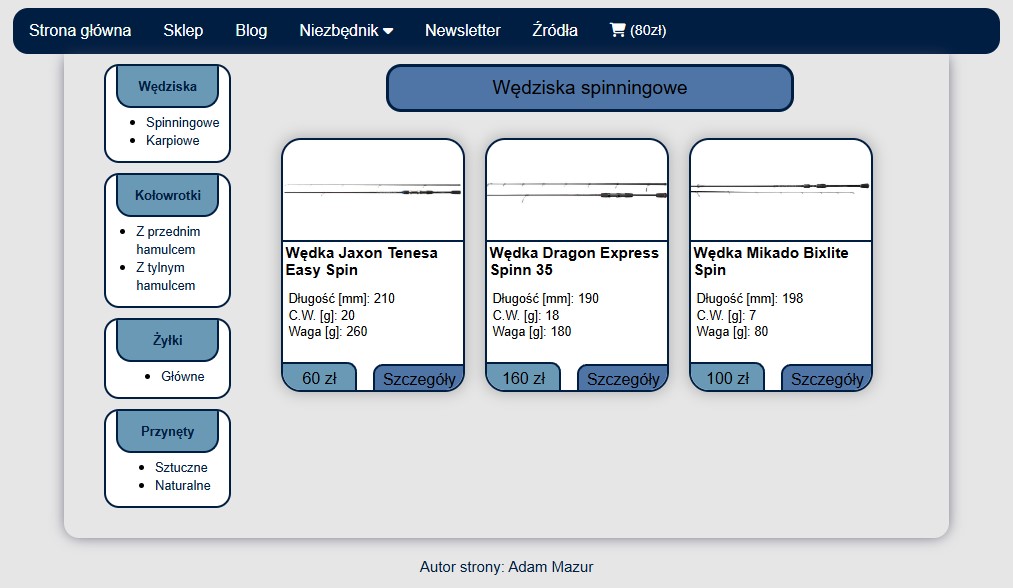 Strona główna Sklep Blog Niezbędnik Newsletter Źródła (80zł)
Wędziska
Spinningowe
Karpiowe
Kołowrotki
Z przednim
hamulcem
Z tylnym
hamulcem
Żyłki
Główne
Przynęty
Sztuczne
Naturalne
Wędziska spinningowe
Wędka Jaxon Tenesa
Easy Spin
Długość [mm]: 210
C.W. [g]: 20
Waga [g]: 260
60 zł Szczegóły
Wędka Dragon Express
Spinn 35
Długość [mm]: 190
C.W. [g]: 18
Waga [g]: 180
160 zł Szczegóły
Wędka Mikado Bixlite
Spin
Długość [mm]: 198
C.W. [g]: 7
Waga [g]: 80
100 zł Szczegóły
Autor strony: Adam Mazur